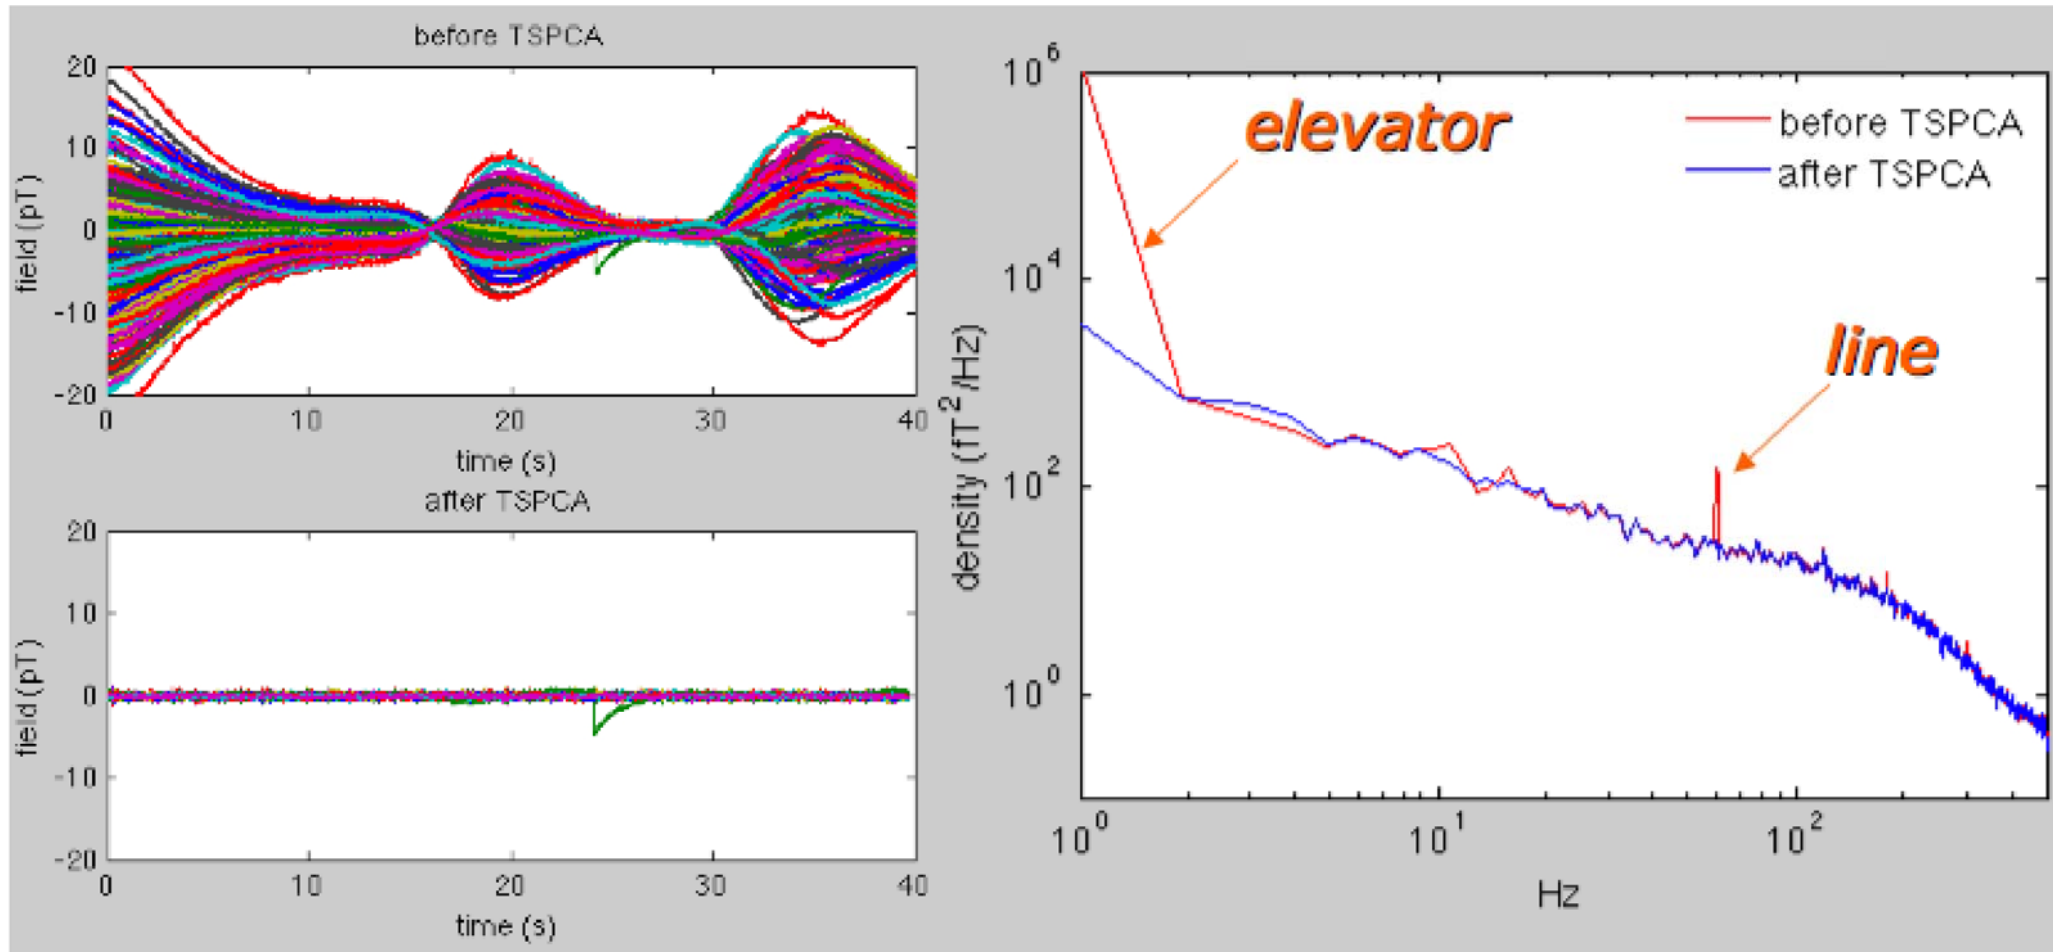 before TSPCA
20
10
0
-10
-20
field (pT)
0 10 20 30 40
time (s)
after TSPCA
20
10
0
-10
-20
field (pT)
0 10 20 30 40
time (s)
10^6
10^4
10^2
10^0
density (fT^2/Hz)
elevator
before TSPCA
after TSPCA
line
10^0 10^1 10^2
Hz